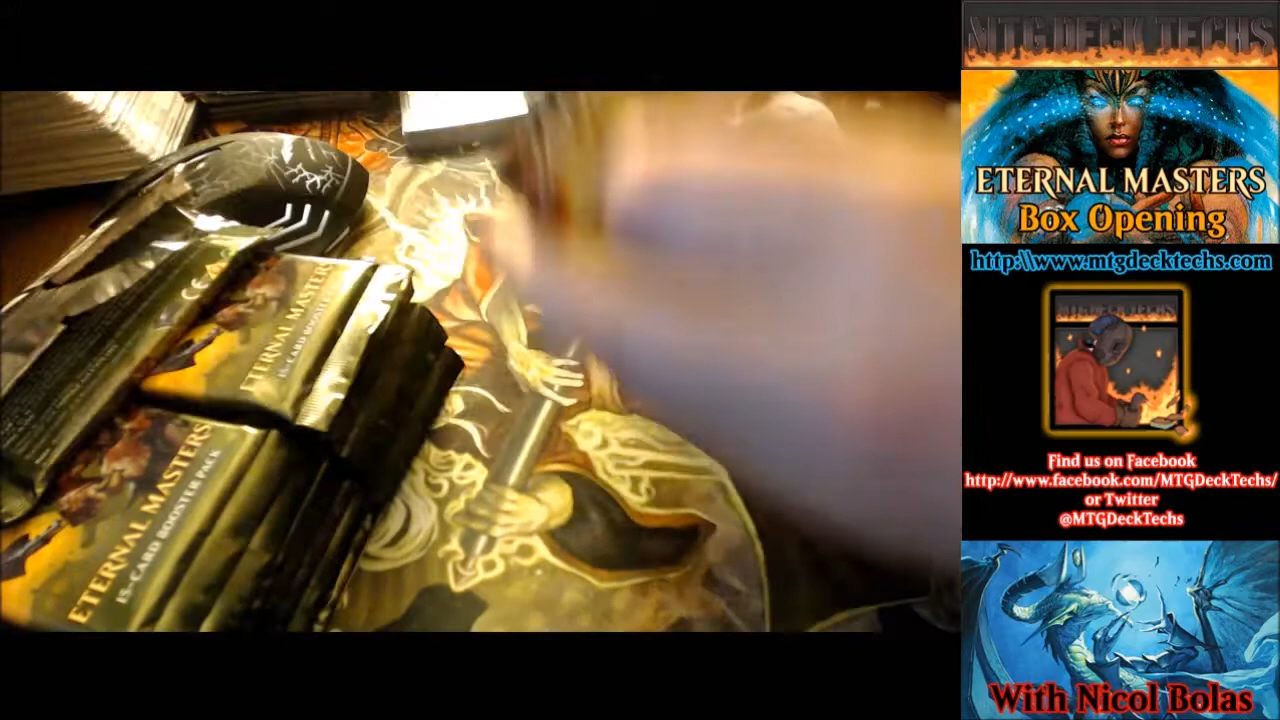 MTG DECK TECHS
ETERNAL MASTERS
Box Opening
http:\\www.mtgdecktechs.com
MTG DECK TECHS
Find us on Facebook
http://www.facebook.com/MTGDeckTechs/
or Twitter
@MTGDeckTechs
With Nicol Bolas
CE
ETERNAL MASTERS
15-CARD BOOSTER
ETERNAL MASTERS
15-CARD BOOSTER PACK